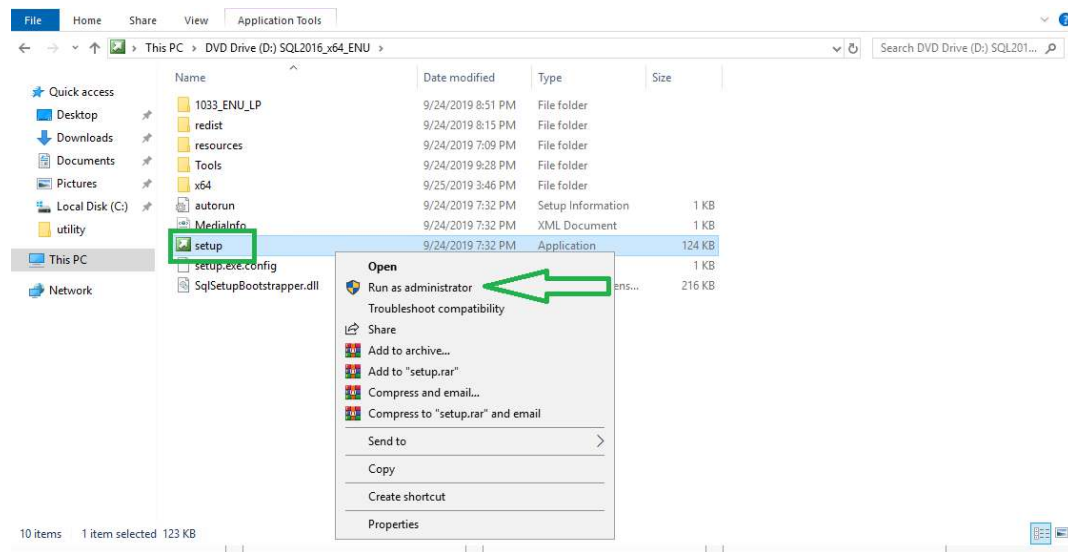 File Home Share View Application Tools
This PC > DVD Drive (D:) SQL2016_x64_ENU >
Search DVD Drive (D:) SQL201...
Quick access
Desktop
Downloads
Documents
Pictures
Local Disk (C:)
utility
This PC
Network
Name Date modified Type Size
1033_ENU_LP 9/24/2019 8:51 PM File folder
redist 9/24/2019 8:15 PM File folder
resources 9/24/2019 7:09 PM File folder
Tools 9/24/2019 9:28 PM File folder
x64 9/25/2019 3:46 PM File folder
autorun 9/24/2019 7:32 PM Setup Information 1 KB
MediaInfo 9/24/2019 7:32 PM XML Document 1 KB
setup 9/24/2019 7:32 PM Application 124 KB
setup.exe.config 1 KB
SqlSetupBootstrapper.dll ens... 216 KB
Open
Run as administrator
Troubleshoot compatibility
Share
Add to archive...
Add to "setup.rar"
Compress and email...
Compress to "setup.rar" and email
Send to
Copy
Create shortcut
Properties
10 items 1 item selected 123 KB